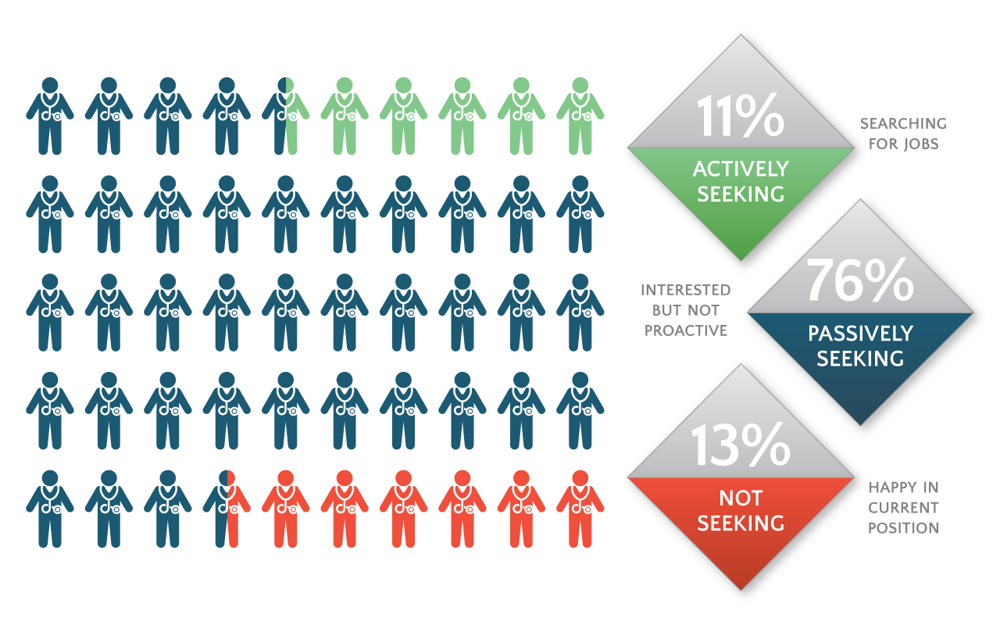 11%
ACTIVELY
SEEKING
SEARCHING
FOR JOBS
76%
PASSIVELY
SEEKING
INTERESTED
BUT NOT
PROACTIVE
13%
NOT
SEEKING
HAPPY IN
CURRENT
POSITION